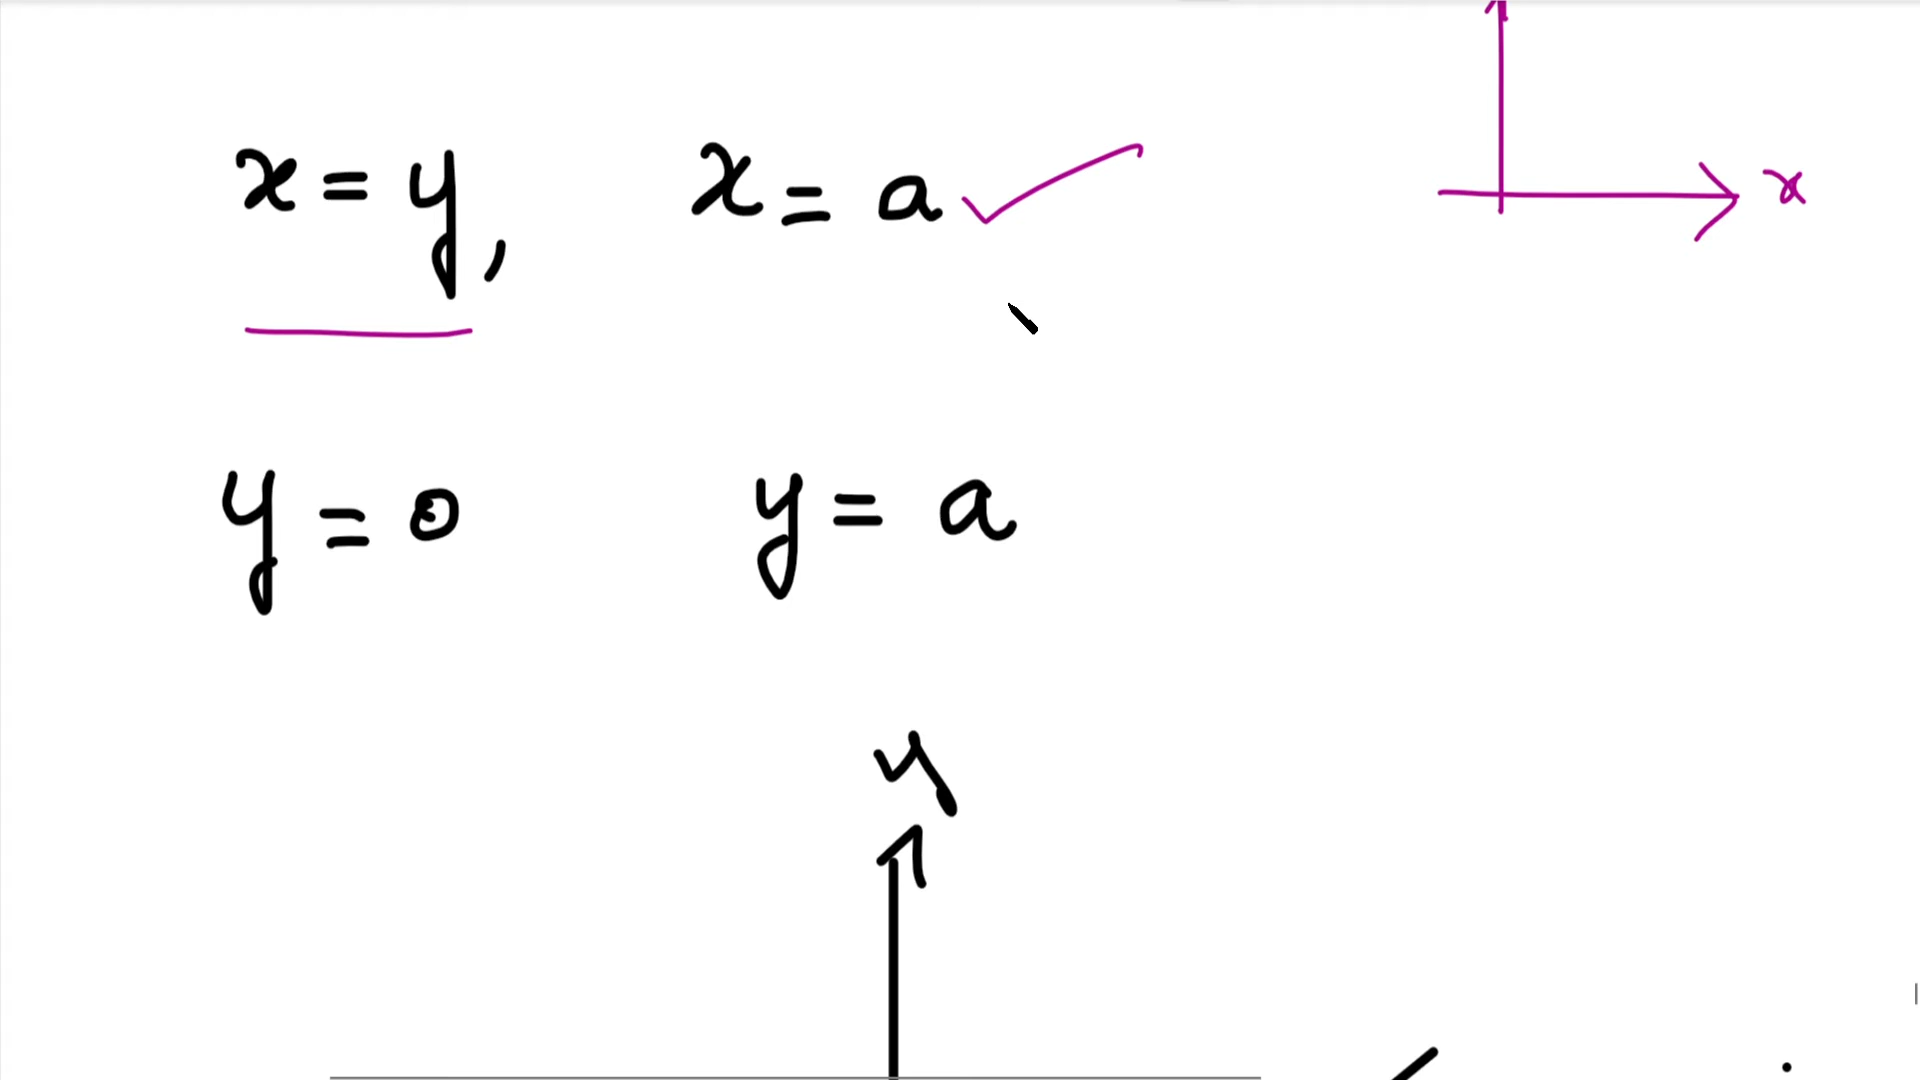 x = y, x = a
x
y = 0 y = a
y